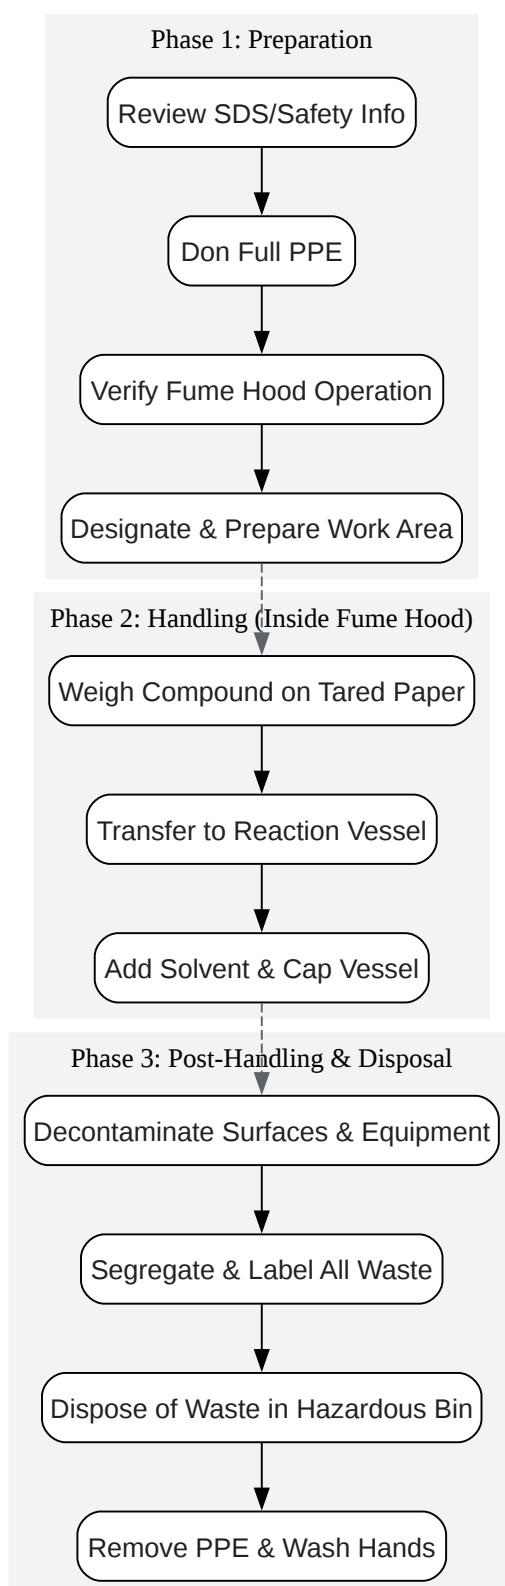 Phase 1: Preparation
Review SDS/Safety Info
Don Full PPE
Verify Fume Hood Operation
Designate & Prepare Work Area
Phase 2: Handling (Inside Fume Hood)
Weigh Compound on Tared Paper
Transfer to Reaction Vessel
Add Solvent & Cap Vessel
Phase 3: Post-Handling & Disposal
Decontaminate Surfaces & Equipment
Segregate & Label All Waste
Dispose of Waste in Hazardous Bin
Remove PPE & Wash Hands